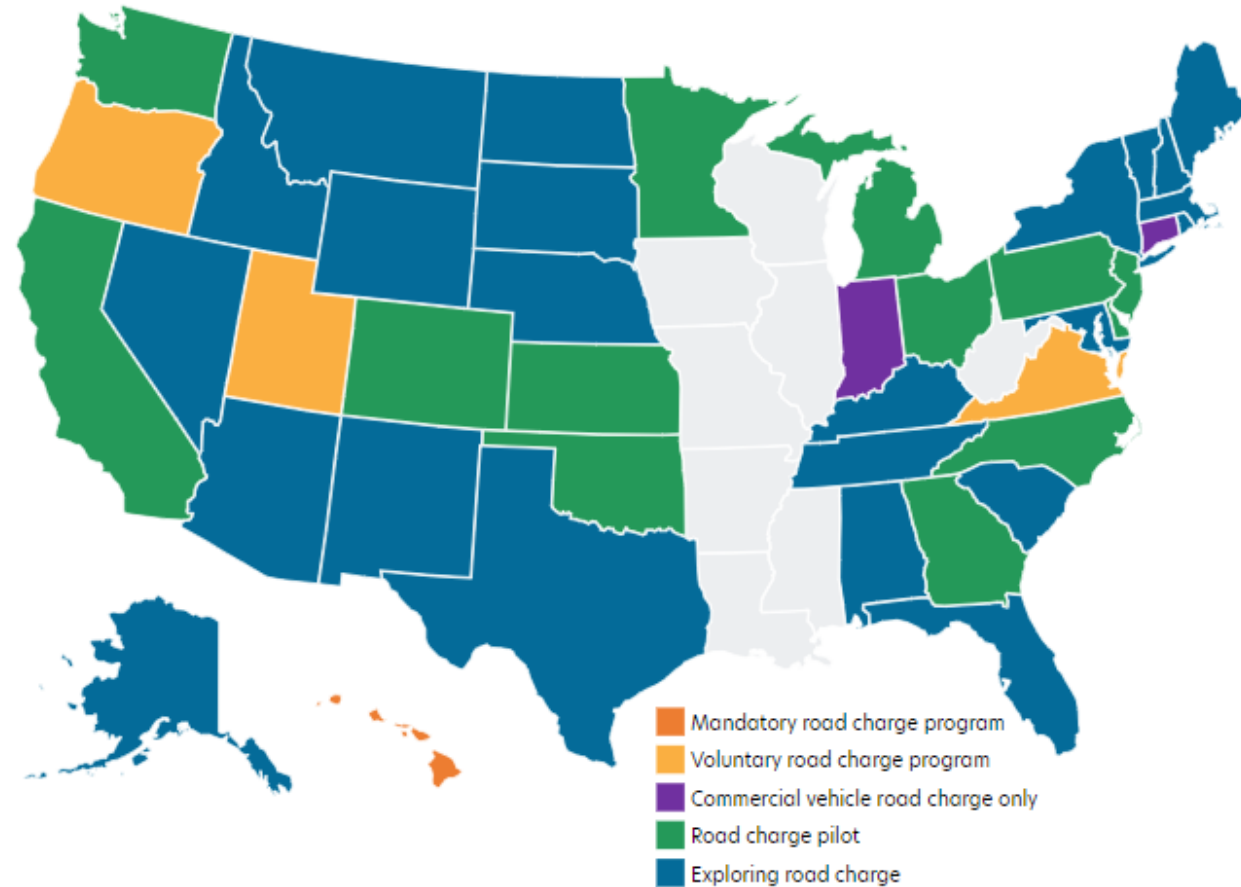 Mandatory road charge program
Voluntary road charge program
Commercial vehicle road charge only
Road charge pilot
Exploring road charge